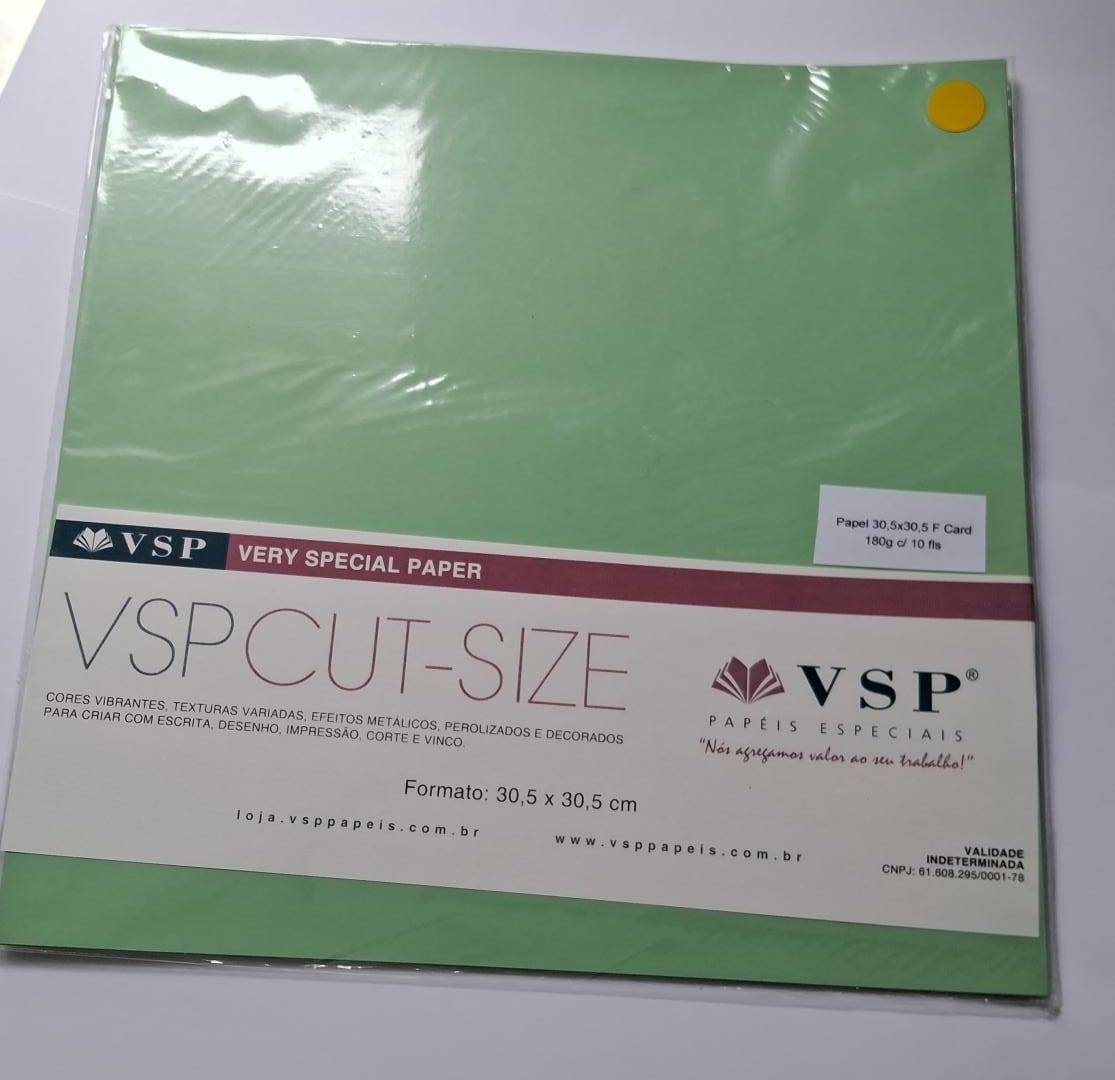 Papel 30,5x30,5 F Card
180g c/ 10 fls
VSP VERY SPECIAL PAPER
VSP CUT-SIZE
CORES VIBRANTES, TEXTURAS VARIADAS, EFEITOS METÁLICOS, PEROLIZADOS E DECORADOS
PARA CRIAR COM ESCRITA, DESENHO, IMPRESSÃO, CORTE E VINCO.
VSP®
PAPÉIS ESPECIAIS
"Nós agregamos valor ao seu trabalho!"
Formato: 30,5 x 30,5 cm
loja.vsppapeis.com.br
www.vsppapeis.com.br
VALIDADE
INDETERMINADA
CNPJ: 61.608.295/0001-78